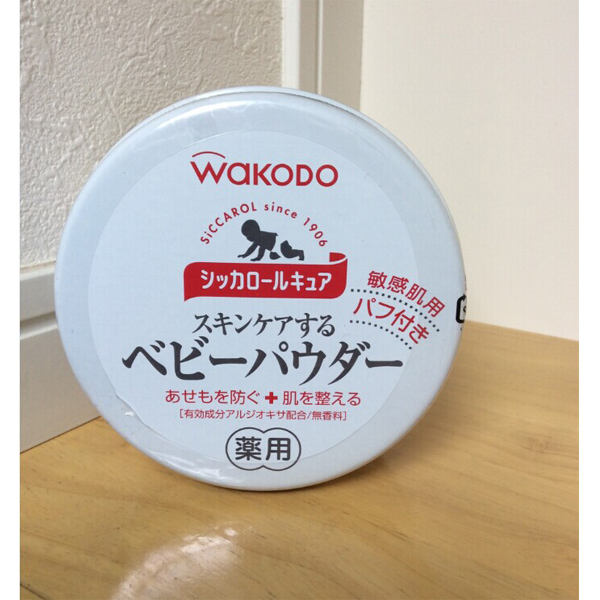 WAKODO
SiCCAROL since 1906
シッカロールキュア
敏感肌用
パフ付き
スキンケアする
ベビーパウダー
あせもを防ぐ+肌を整える
[有効成分アルジオキサ配合/無香料]
薬用